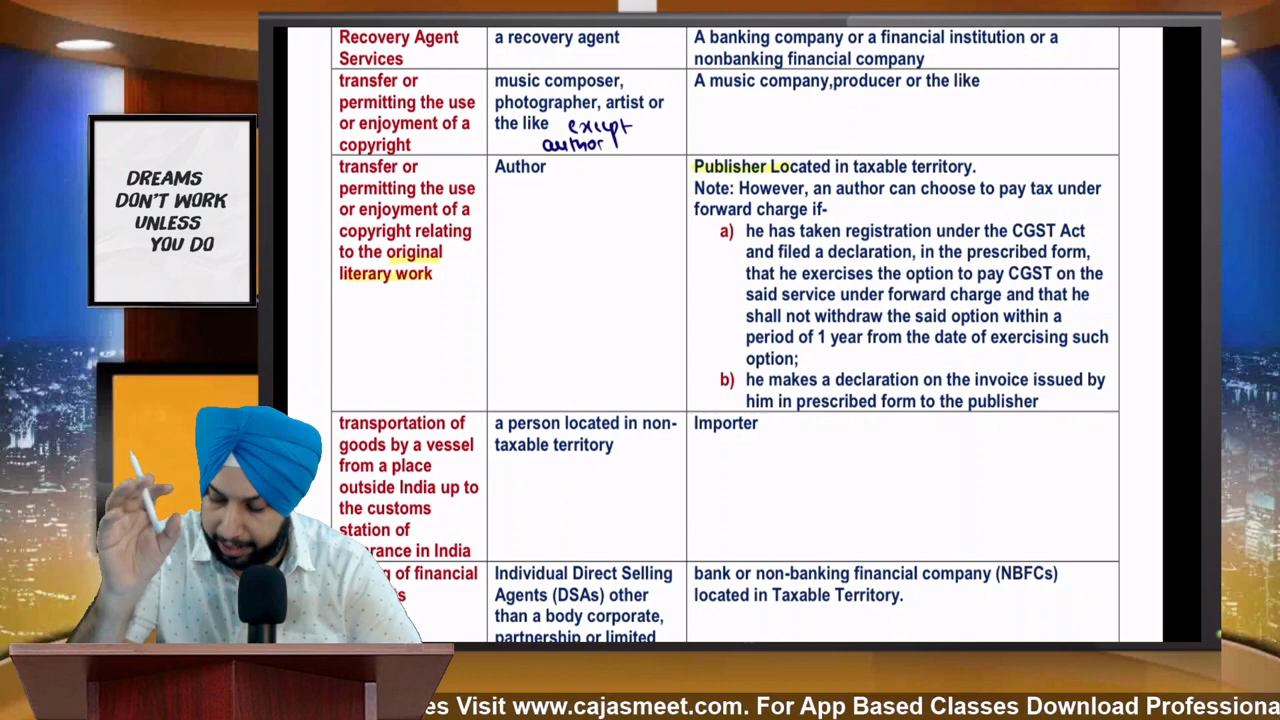 DREAMS
DON'T WORK
UNLESS
YOU DO
Recovery Agent
Services
a recovery agent
A banking company or a financial institution or a
nonbanking financial company
transfer or
permitting the use
or enjoyment of a
copyright
music composer,
photographer, artist or
the like except
author
A music company,producer or the like
transfer or
permitting the use
or enjoyment of a
copyright relating
to the original
literary work
Author
Publisher Located in taxable territory.
Note: However, an author can choose to pay tax under
forward charge if-
a) he has taken registration under the CGST Act
and filed a declaration, in the prescribed form,
that he exercises the option to pay CGST on the
said service under forward charge and that he
shall not withdraw the said option within a
period of 1 year from the date of exercising such
option;
b) he makes a declaration on the invoice issued by
him in prescribed form to the publisher
transportation of
goods by a vessel
from a place
outside India up to
the customs
station of
rance in India
a person located in non-
taxable territory
Importer
g of financial
s
Individual Direct Selling
Agents (DSAs) other
than a body corporate,
partnership or limited
bank or non-banking financial company (NBFCs)
located in Taxable Territory.
es Visit www.cajasmeet.com. For App Based Classes Download Professiona